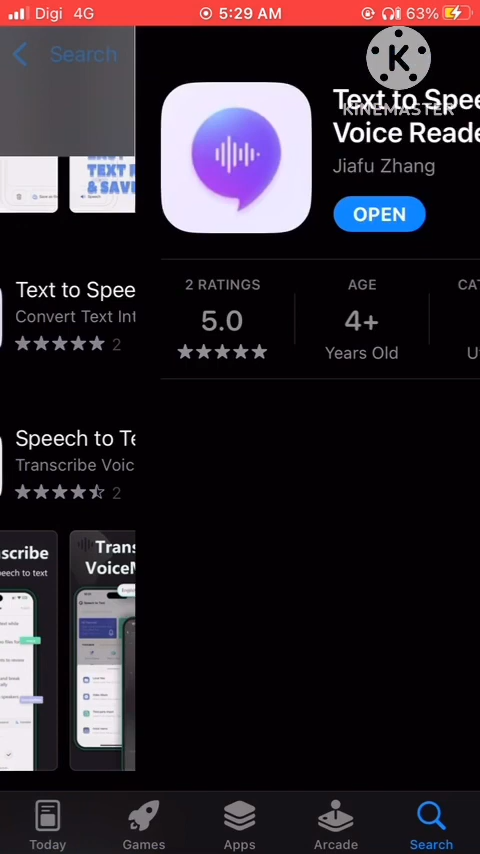 Digi 4G 5:29 AM 63%
Search
K
KINEMASTER
Text to Spee
Voice Reade
Jiafu Zhang
OPEN
2 RATINGS
5.0
AGE
4+
Years Old
CAT
TEXT
& SAVE
Text to Spee
Convert Text Int
2
Speech to Te
Transcribe Voic
2
scribe
eech to text
Trans
VoiceM
Today
Games
Apps
Arcade
Search